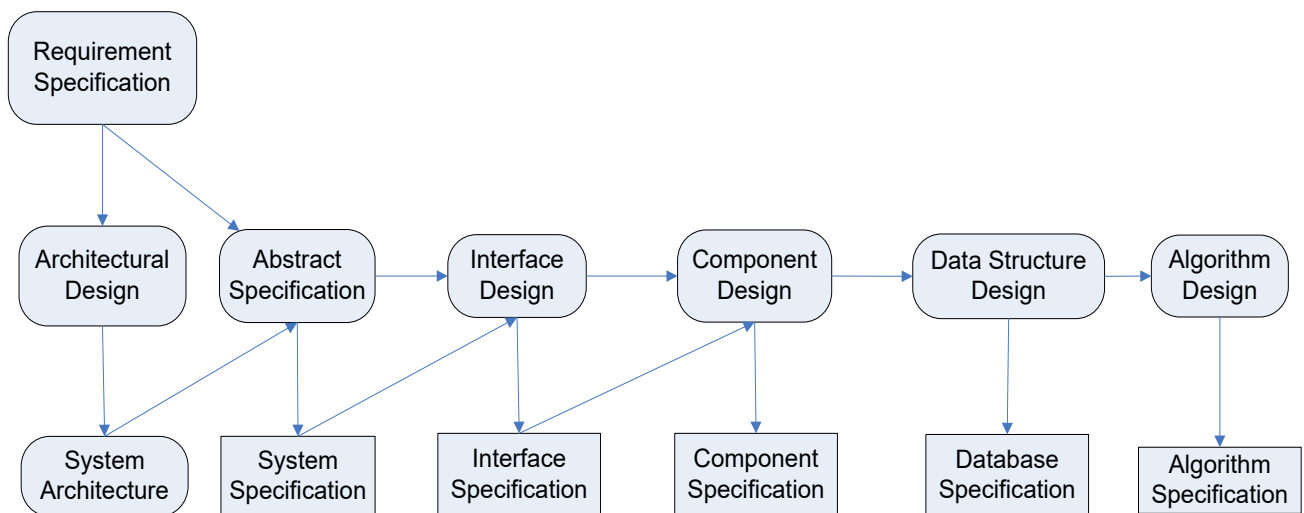 Requirement
Specification
Architectural
Design
Abstract
Specification
Interface
Design
Component
Design
Data Structure
Design
Algorithm
Design
System
Architecture
System
Specification
Interface
Specification
Component
Specification
Database
Specification
Algorithm
Specification